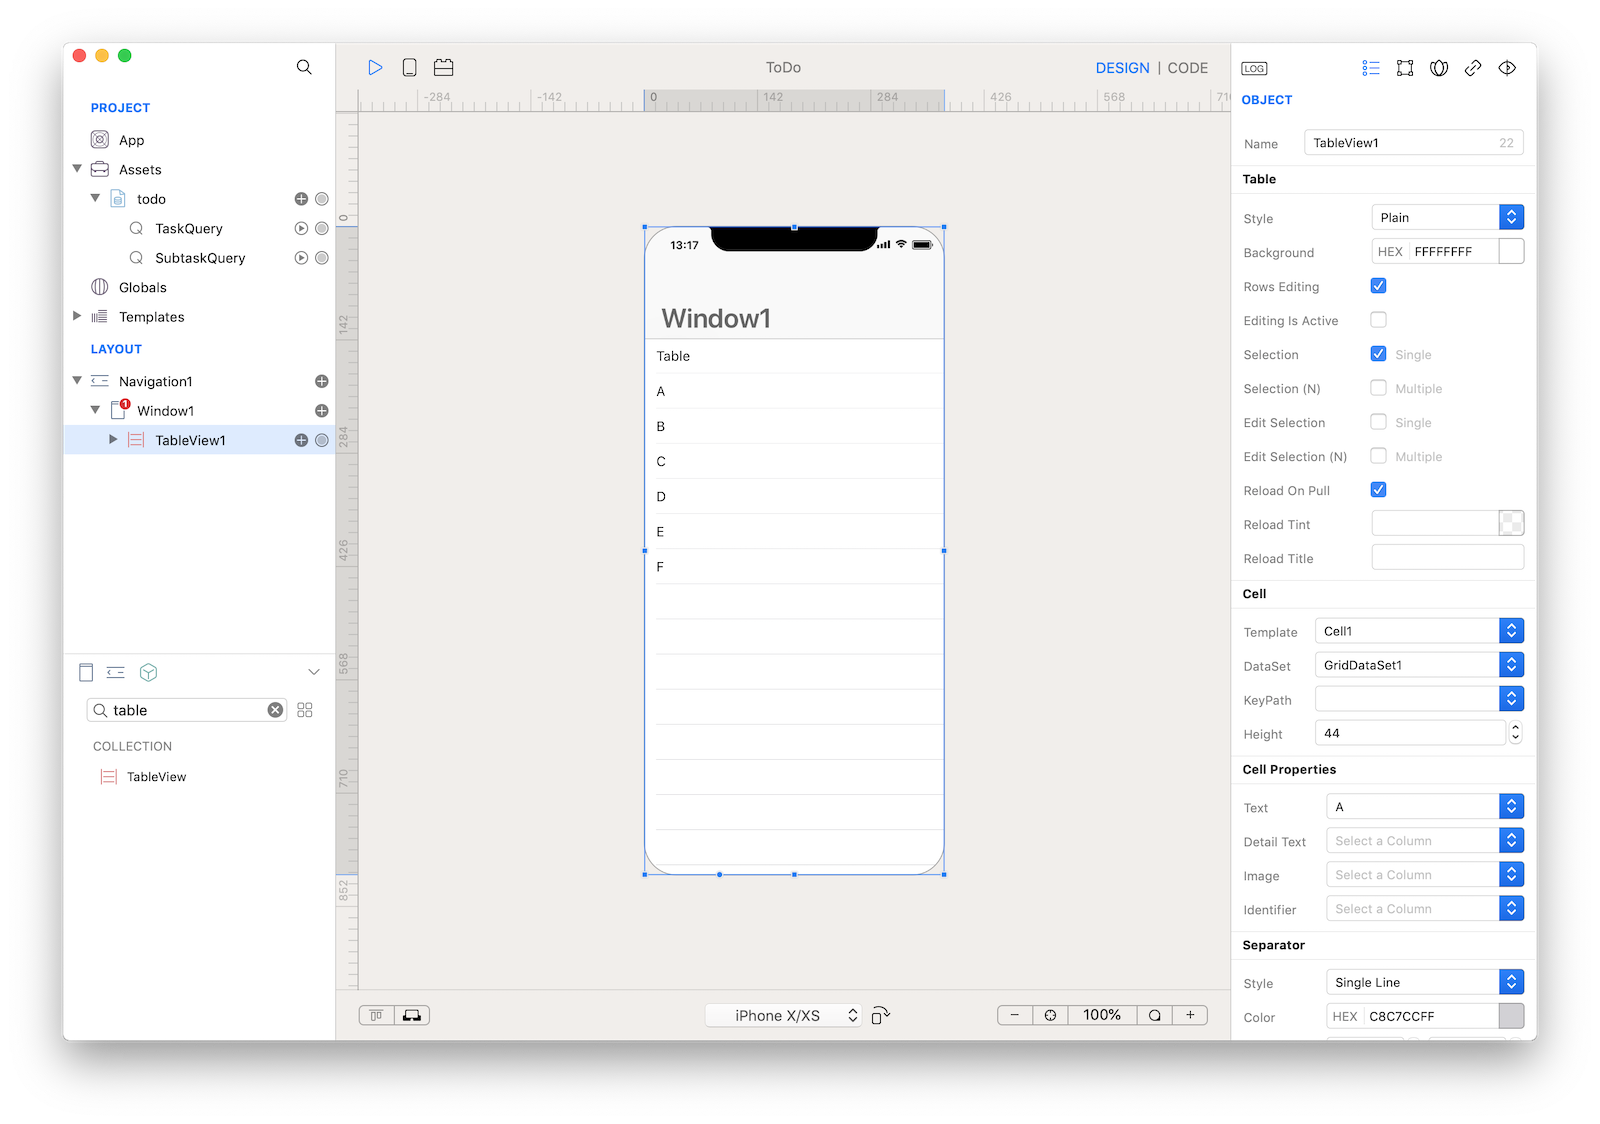 ToDo
DESIGN | CODE
LOG
PROJECT
App
Assets
todo
TaskQuery
SubtaskQuery
Globals
Templates
LAYOUT
Navigation1
1
Window1
TableView1
table
COLLECTION
TableView
-284
-142
0
142
284
426
568
710
0
142
284
426
568
710
852
13:17
Window1
Table
A
B
C
D
E
F
iPhone X/XS
100%
OBJECT
Name TableView1 22
Table
Style Plain
Background HEX FFFFFFFF
Rows Editing
Editing Is Active
Selection Single
Selection (N) Multiple
Edit Selection Single
Edit Selection (N) Multiple
Reload On Pull
Reload Tint
Reload Title
Cell
Template Cell1
DataSet GridDataSet1
KeyPath
Height 44
Cell Properties
Text A
Detail Text Select a Column
Image Select a Column
Identifier Select a Column
Separator
Style Single Line
Color HEX C8C7CCFF